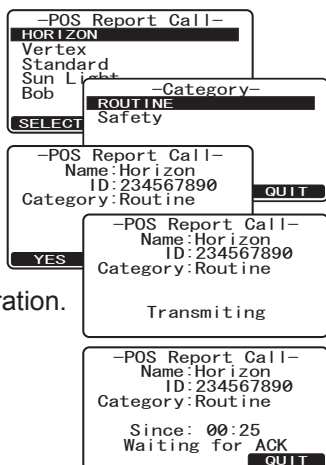 -POS Report Call-
HORIZON
Vertex
Standard
Sun Light
Bob
SELECT
-Category-
ROUTINE
Safety
QUIT
-POS Report Call-
Name:Horizon
ID:234567890
Category:Routine
YES
-POS Report Call-
Name:Horizon
ID:234567890
Category:Routine
Transmiting
ration.
-POS Report Call-
Name:Horizon
ID:234567890
Category:Routine
Since: 00:25
Waiting for ACK
QUIT